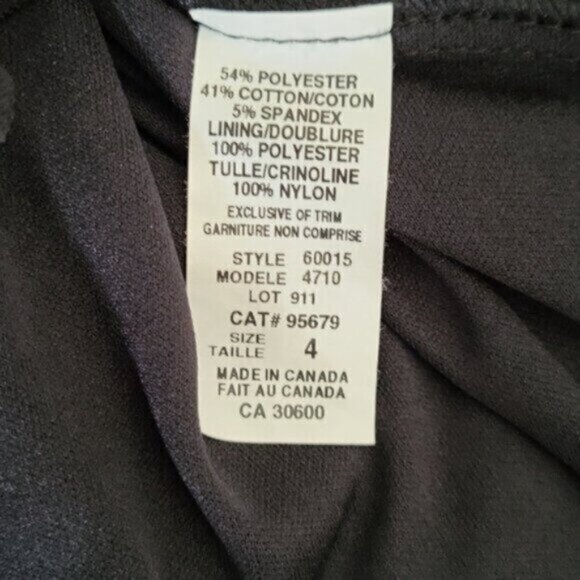 54% POLYESTER
41% COTTON/COTON
5% SPANDEX
LINING/DOUBLURE
100% POLYESTER
TULLE/CRINOLINE
100% NYLON
EXCLUSIVE OF TRIM
GARNITURE NON COMPRISE
STYLE 60015
MODELE 4710
LOT 911
CAT# 95679
SIZE
TAILLE 4
MADE IN CANADA
FAIT AU CANADA
CA 30600